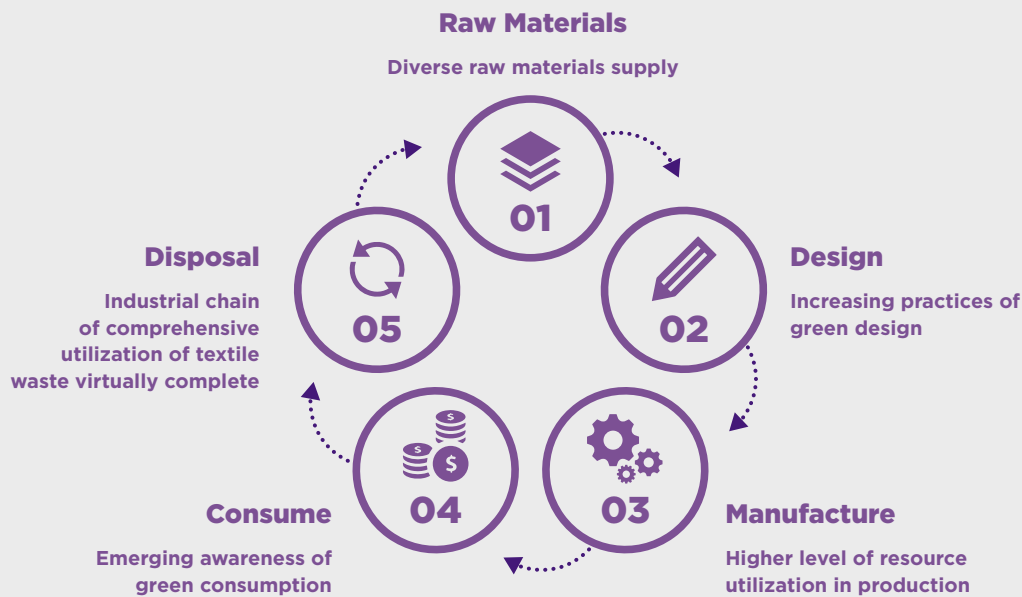 Raw Materials
Diverse raw materials supply
01
Design
Increasing practices of
green design
02
Manufacture
Higher level of resource
utilization in production
03
Consume
Emerging awareness of
green consumption
$
$
$
04
Disposal
Industrial chain
of comprehensive
utilization of textile
waste virtually complete
05